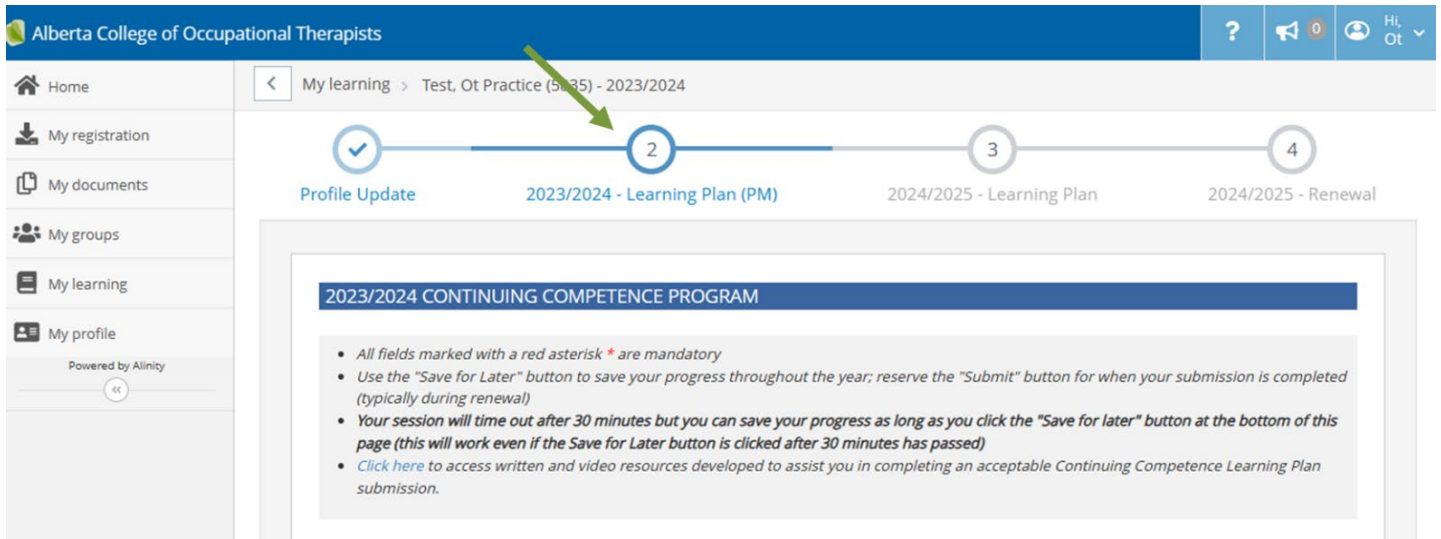 Alberta College of Occupational Therapists
?
0
Hi,
Ot
Home
My registration
My documents
My groups
My learning
My profile
Powered by Alinity
<
My learning > Test, Ot Practice (5035) - 2023/2024
2
3
4
Profile Update
2023/2024 - Learning Plan (PM)
2024/2025 - Learning Plan
2024/2025 - Renewal
2023/2024 CONTINUING COMPETENCE PROGRAM
• All fields marked with a red asterisk * are mandatory
• Use the "Save for Later" button to save your progress throughout the year; reserve the "Submit" button for when your submission is completed
(typically during renewal)
• Your session will time out after 30 minutes but you can save your progress as long as you click the "Save for later" button at the bottom of this
page (this will work even if the Save for Later button is clicked after 30 minutes has passed)
• Click here to access written and video resources developed to assist you in completing an acceptable Continuing Competence Learning Plan
submission.